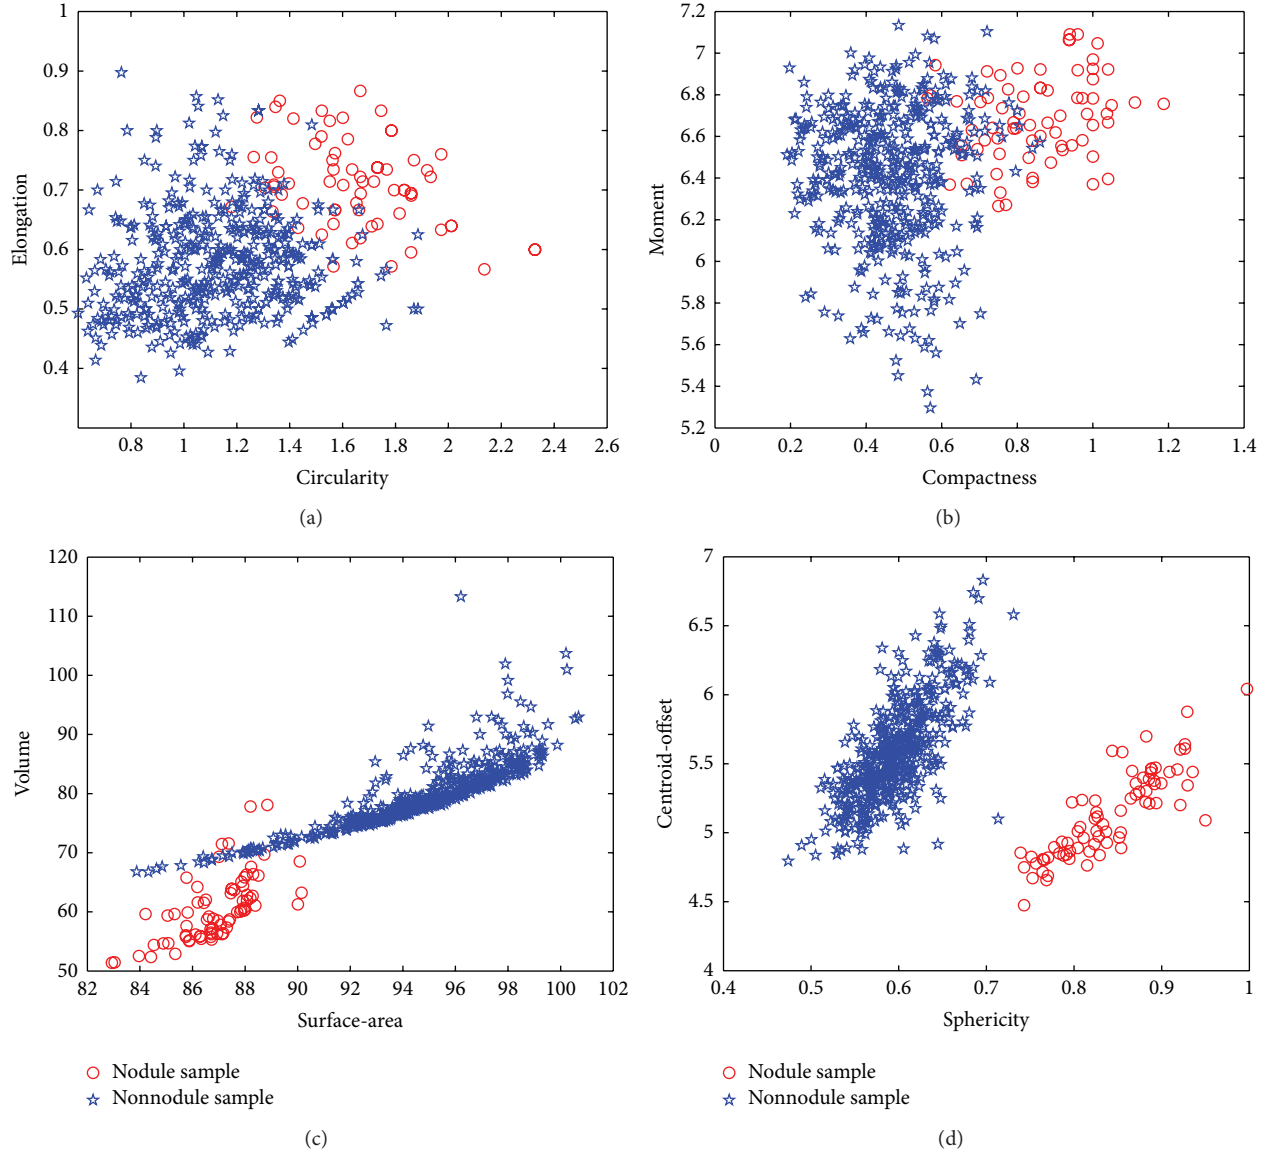 1
0.9
0.8
0.7
0.6
0.5
0.4
Elongation
0.8 1 1.2 1.4 1.6 1.8 2 2.2 2.4 2.6
Circularity
(a)
7.2
7
6.8
6.6
6.4
6.2
6
5.8
5.6
5.4
5.2
Moment
0 0.2 0.4 0.6 0.8 1 1.2 1.4
Compactness
(b)
120
110
100
90
80
70
60
50
Volume
82 84 86 88 90 92 94 96 98 100 102
Surface-area
Nodule sample
Nonnodule sample
(c)
7
6.5
6
5.5
5
4.5
4
Centroid-offset
0.4 0.5 0.6 0.7 0.8 0.9 1
Sphericity
Nodule sample
Nonnodule sample
(d)